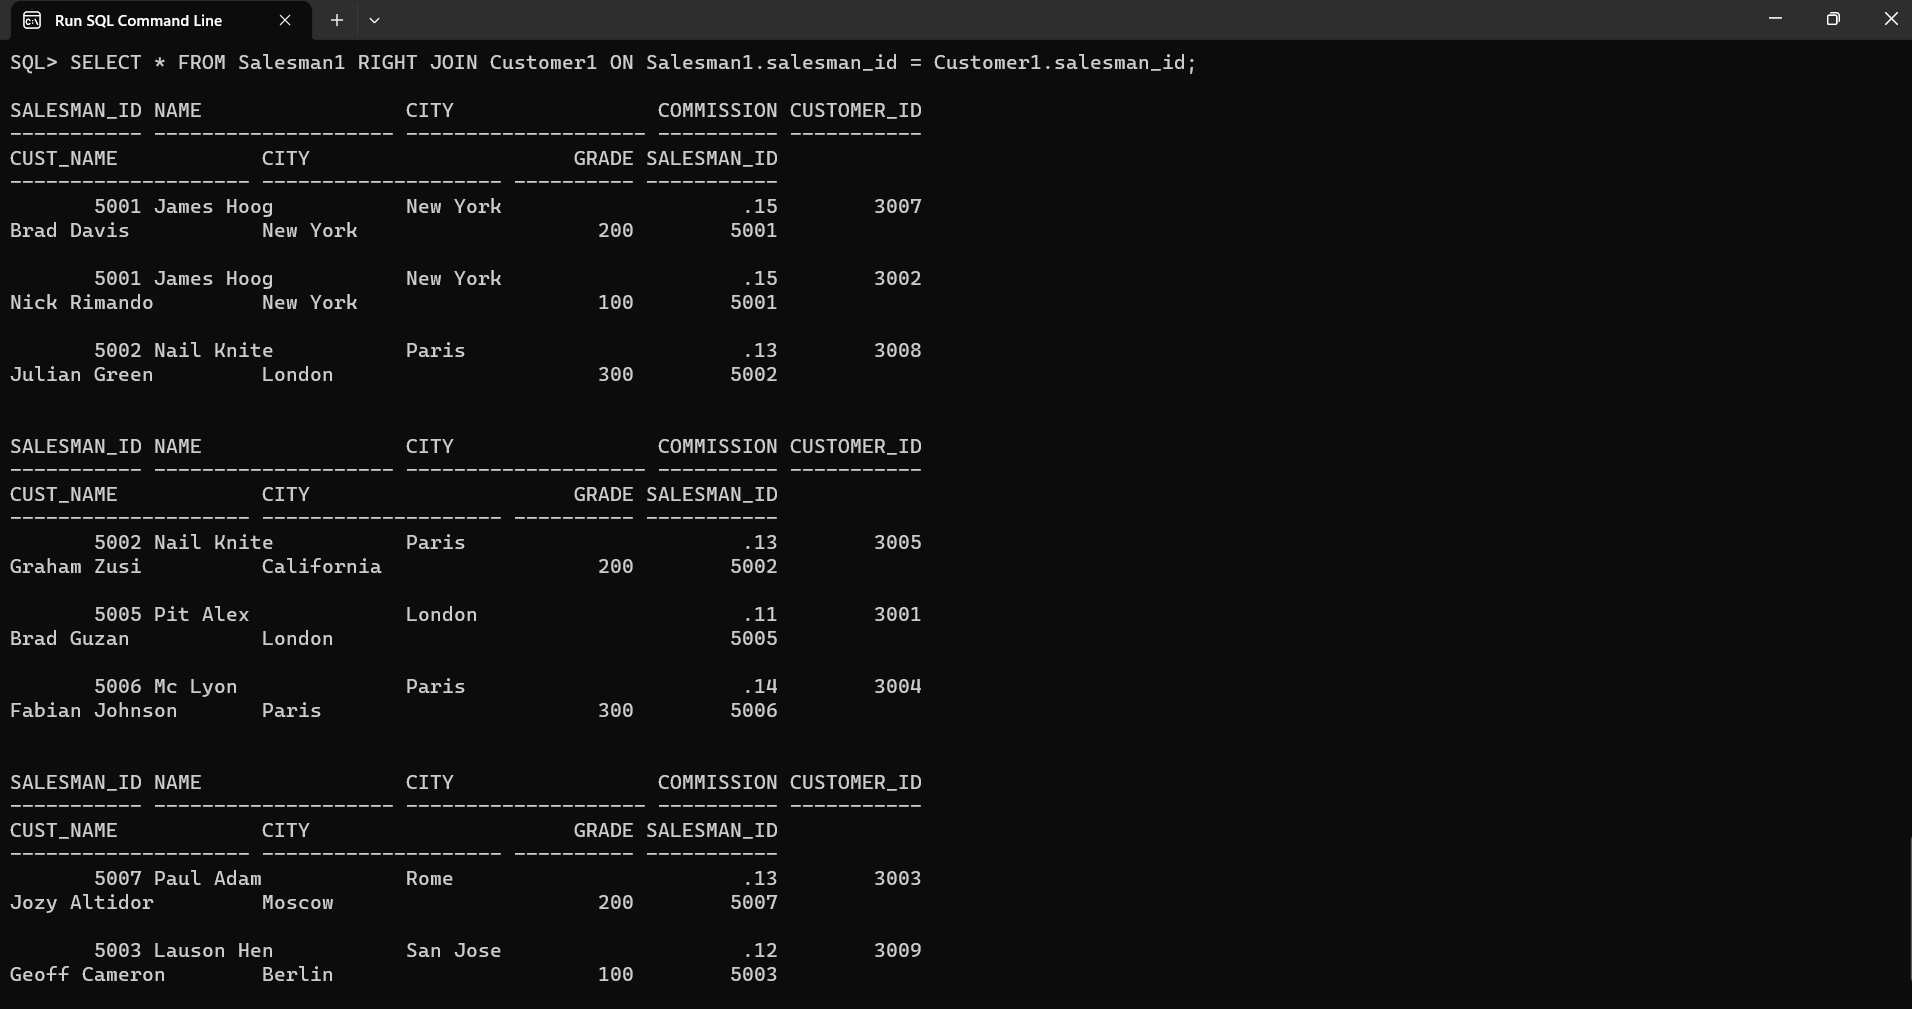 Run SQL Command Line
SQL> SELECT * FROM Salesman1 RIGHT JOIN Customer1 ON Salesman1.salesman_id = Customer1.salesman_id;
SALESMAN_ID NAME                 CITY                 COMMISSION CUSTOMER_ID
----------- -------------------- -------------------- ---------- -----------
CUST_NAME            CITY                      GRADE SALESMAN_ID
-------------------- -------------------- ---------- -----------
       5001 James Hoog           New York                    .15        3007
Brad Davis           New York                    200        5001
       5001 James Hoog           New York                    .15        3002
Nick Rimando         New York                    100        5001
       5002 Nail Knite           Paris                       .13        3008
Julian Green         London                      300        5002
SALESMAN_ID NAME                 CITY                 COMMISSION CUSTOMER_ID
----------- -------------------- -------------------- ---------- -----------
CUST_NAME            CITY                      GRADE SALESMAN_ID
-------------------- -------------------- ---------- -----------
       5002 Nail Knite           Paris                       .13        3005
Graham Zusi          California                  200        5002
       5005 Pit Alex             London                      .11        3001
Brad Guzan           London                                 5005
       5006 Mc Lyon              Paris                       .14        3004
Fabian Johnson       Paris                       300        5006
SALESMAN_ID NAME                 CITY                 COMMISSION CUSTOMER_ID
----------- -------------------- -------------------- ---------- -----------
CUST_NAME            CITY                      GRADE SALESMAN_ID
-------------------- -------------------- ---------- -----------
       5007 Paul Adam            Rome                        .13        3003
Jozy Altidor         Moscow                      200        5007
       5003 Lauson Hen           San Jose                    .12        3009
Geoff Cameron        Berlin                      100        5003